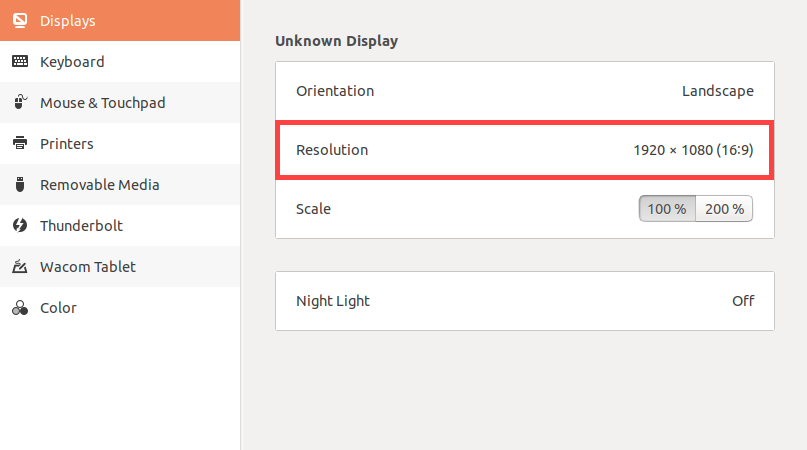 Displays
Keyboard
Mouse & Touchpad
Printers
Removable Media
Thunderbolt
Wacom Tablet
Color
Unknown Display
Orientation Landscape
Resolution 1920 × 1080 (16∶9)
Scale 100 % 200 %
Night Light Off